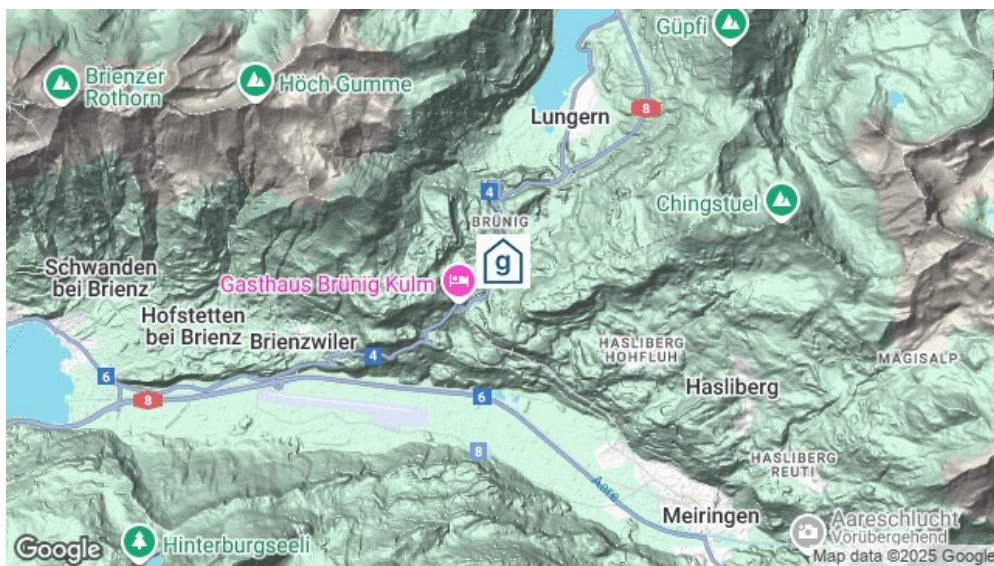 Güpfi
Brienzer
Rothorn
Höch Gumme
Lungern
8
4
BRÜNIG
Chingstuel
g
Schwanden
bei Brienz
Gasthaus Brünig Kulm
Hofstetten
bei Brienz
Brienzwiler
4
HASLIBERG
HOHFLUH
MÄGISALP
6
8
6
Hasliberg
8
HASLIBERG
REUTI
Aare
Meiringen
Aareschlucht
Vorübergehend
Google
Hinterburgseeli
Map data ©2025 Google